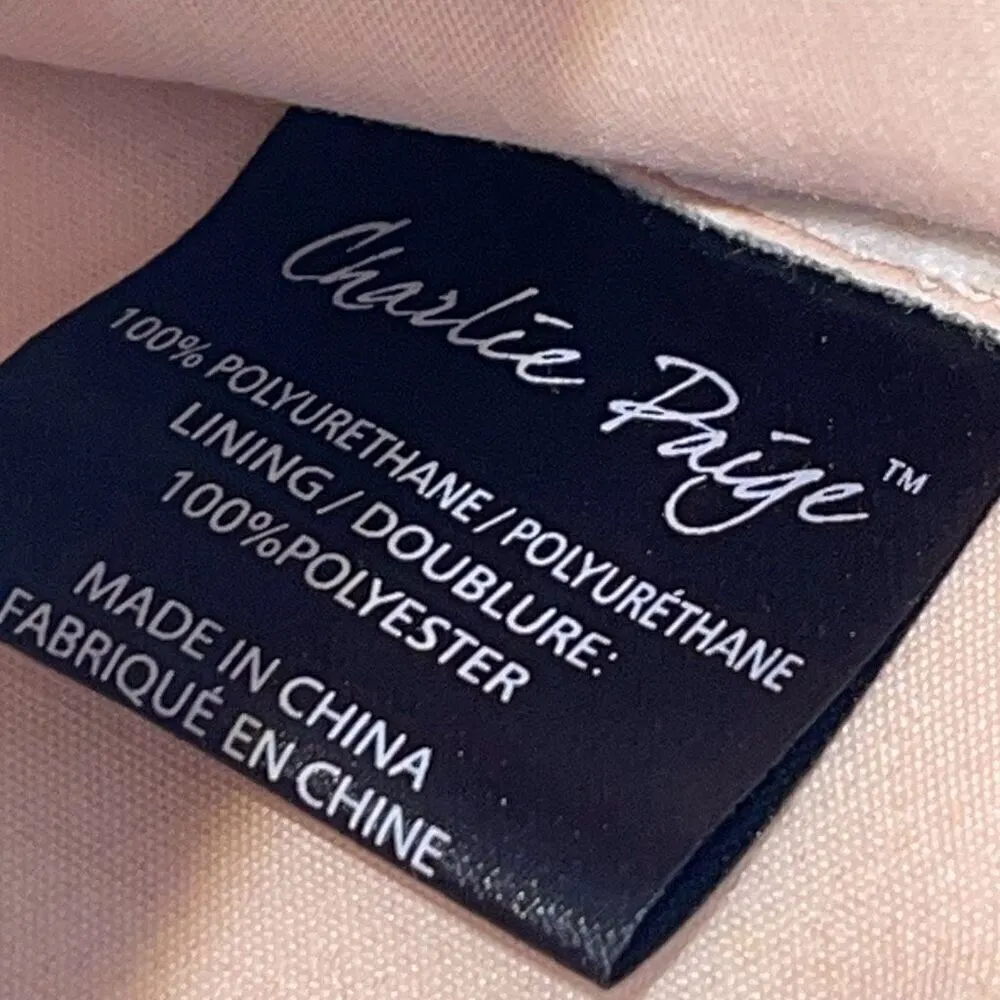 Charlie Paige™
100% POLYURETHANE / POLYURÉTHANE
LINING / DOUBLURE:
100%POLYESTER
MADE IN CHINA
FABRIQUÉ EN CHINE